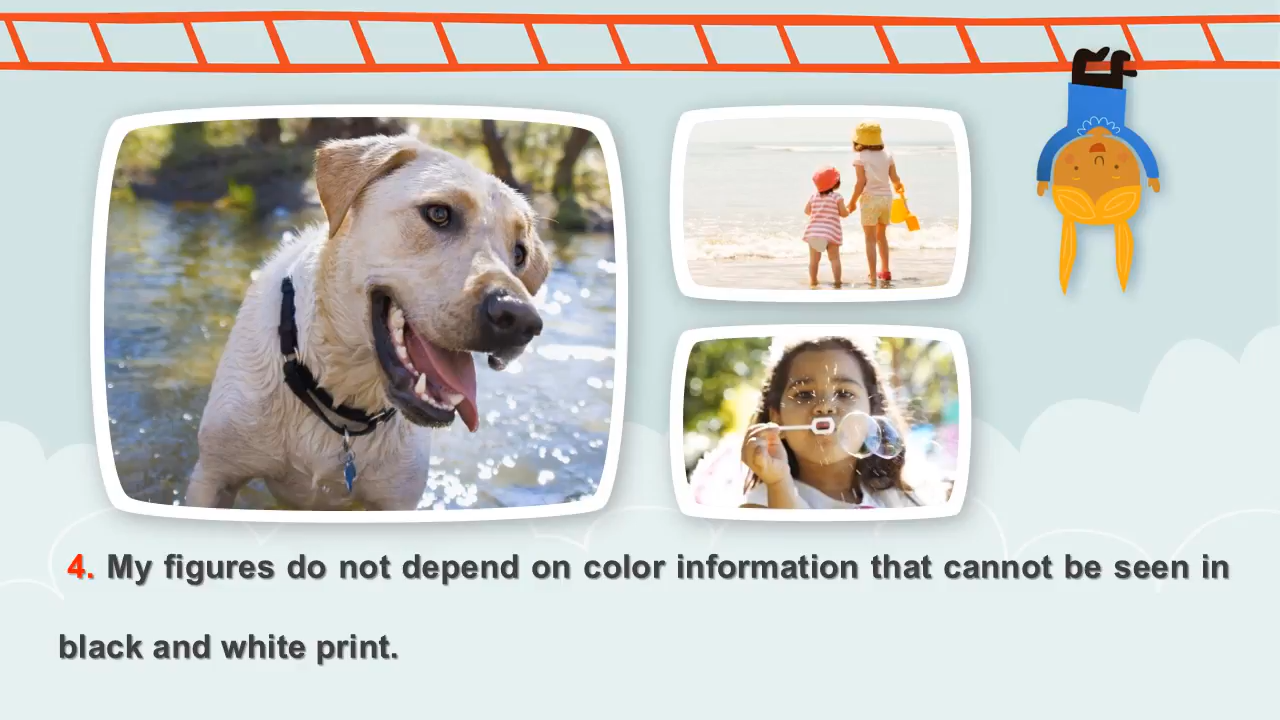 4. My figures do not depend on color information that cannot be seen in
black and white print.